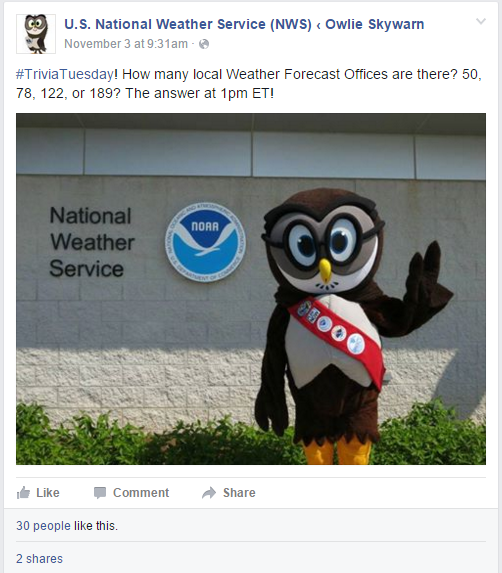 U.S. National Weather Service (NWS) ‹ Owlie Skywarn
November 3 at 9:31am ·
#TriviaTuesday! How many local Weather Forecast Offices are there? 50,
78, 122, or 189? The answer at 1pm ET!
National
Weather
Service
NOAA
Like Comment Share
30 people like this.
2 shares